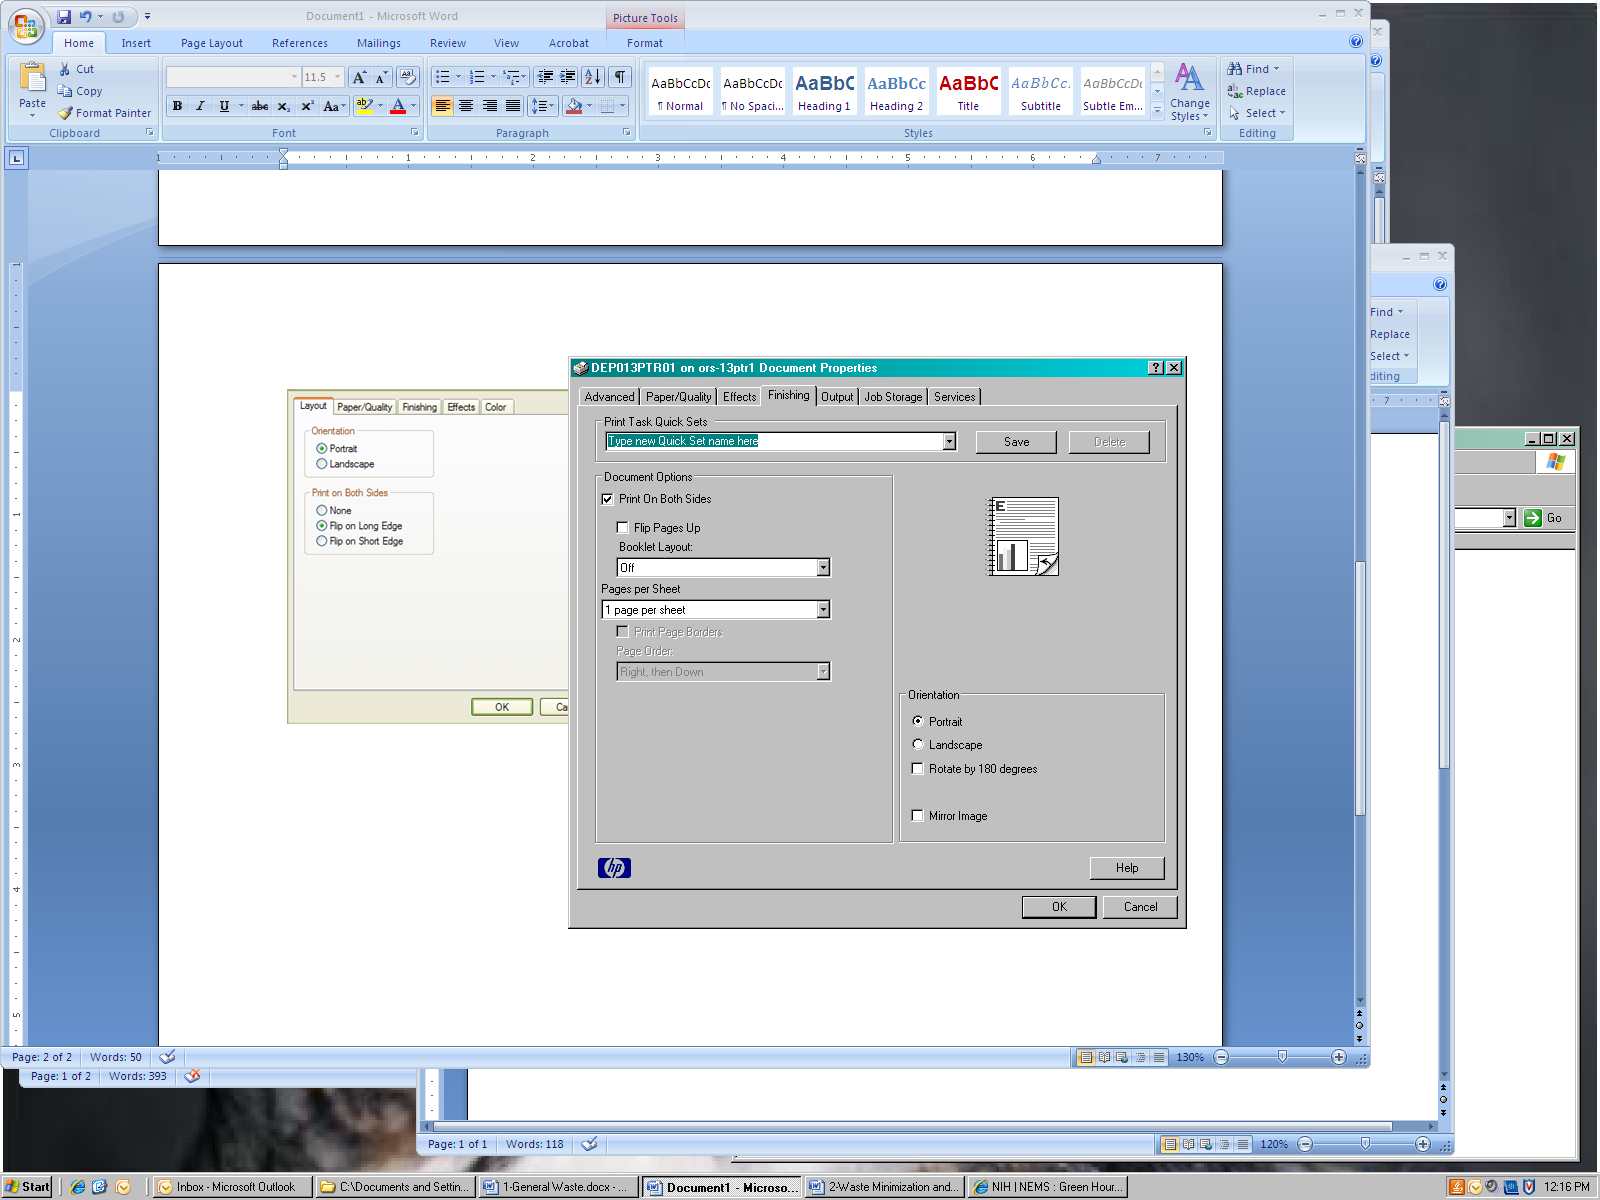 Document1 - Microsoft Word
Picture Tools
Home Insert Page Layout References Mailings Review View Acrobat Format
Paste
Cut
Copy
Format Painter
Clipboard
11.5
Font
Paragraph
AaBbCcDc AaBbCcDc AaBbC AaBbCc AaBbC AaBbCc. AaBbCcDc
¶ Normal ¶ No Spaci... Heading 1 Heading 2 Title Subtitle Subtle Em...
Change
Styles
Styles
Find
Replace
Select
Editing
Find
Replace
Select
diting
Layout Paper/Quality Finishing Effects Color
Orientation
Portrait
Landscape
Print on Both Sides
None
Flip on Long Edge
Flip on Short Edge
OK Ca
DEP013PTR01 on ors-13ptr1 Document Properties
Advanced Paper/Quality Effects Finishing Output Job Storage Services
Print Task Quick Sets
Type new Quick Set name here
Save Delete
Document Options
Print On Both Sides
Flip Pages Up
Booklet Layout:
Off
Pages per Sheet
1 page per sheet
Print Page Borders
Page Order:
Right, then Down
Orientation
Portrait
Landscape
Rotate by 180 degrees
Mirror Image
hp
Help
OK Cancel
Go
Page: 2 of 2 Words: 50 130%
Page: 1 of 2 Words: 393
Page: 1 of 1 Words: 118 120%
Start Inbox - Microsoft Outlook C:\Documents and Settin... 1-General Waste.docx - ... Document1 - Microso... 2-Waste Minimization and... NIH | NEMS : Green Hour... 12:16 PM